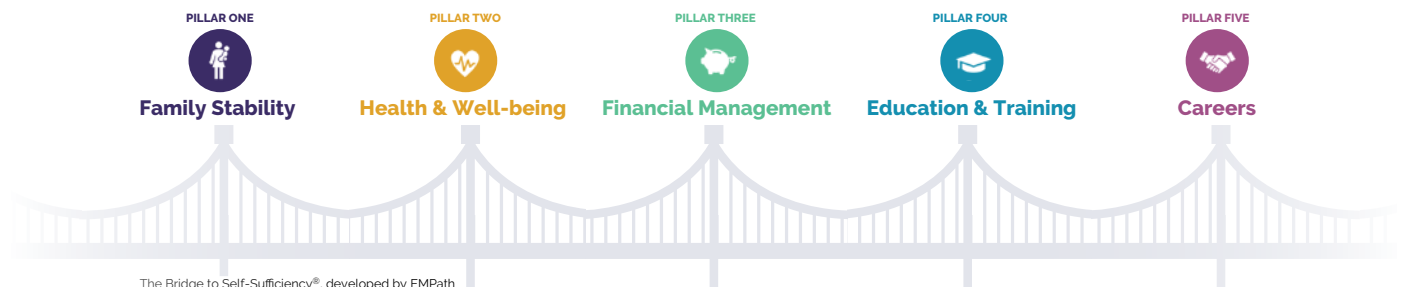 PILLAR ONE
Family Stability
PILLAR TWO
Health & Well-being
PILLAR THREE
Financial Management
PILLAR FOUR
Education & Training
PILLAR FIVE
Careers
The Bridge to Self-Sufficiency®, developed by EMPath